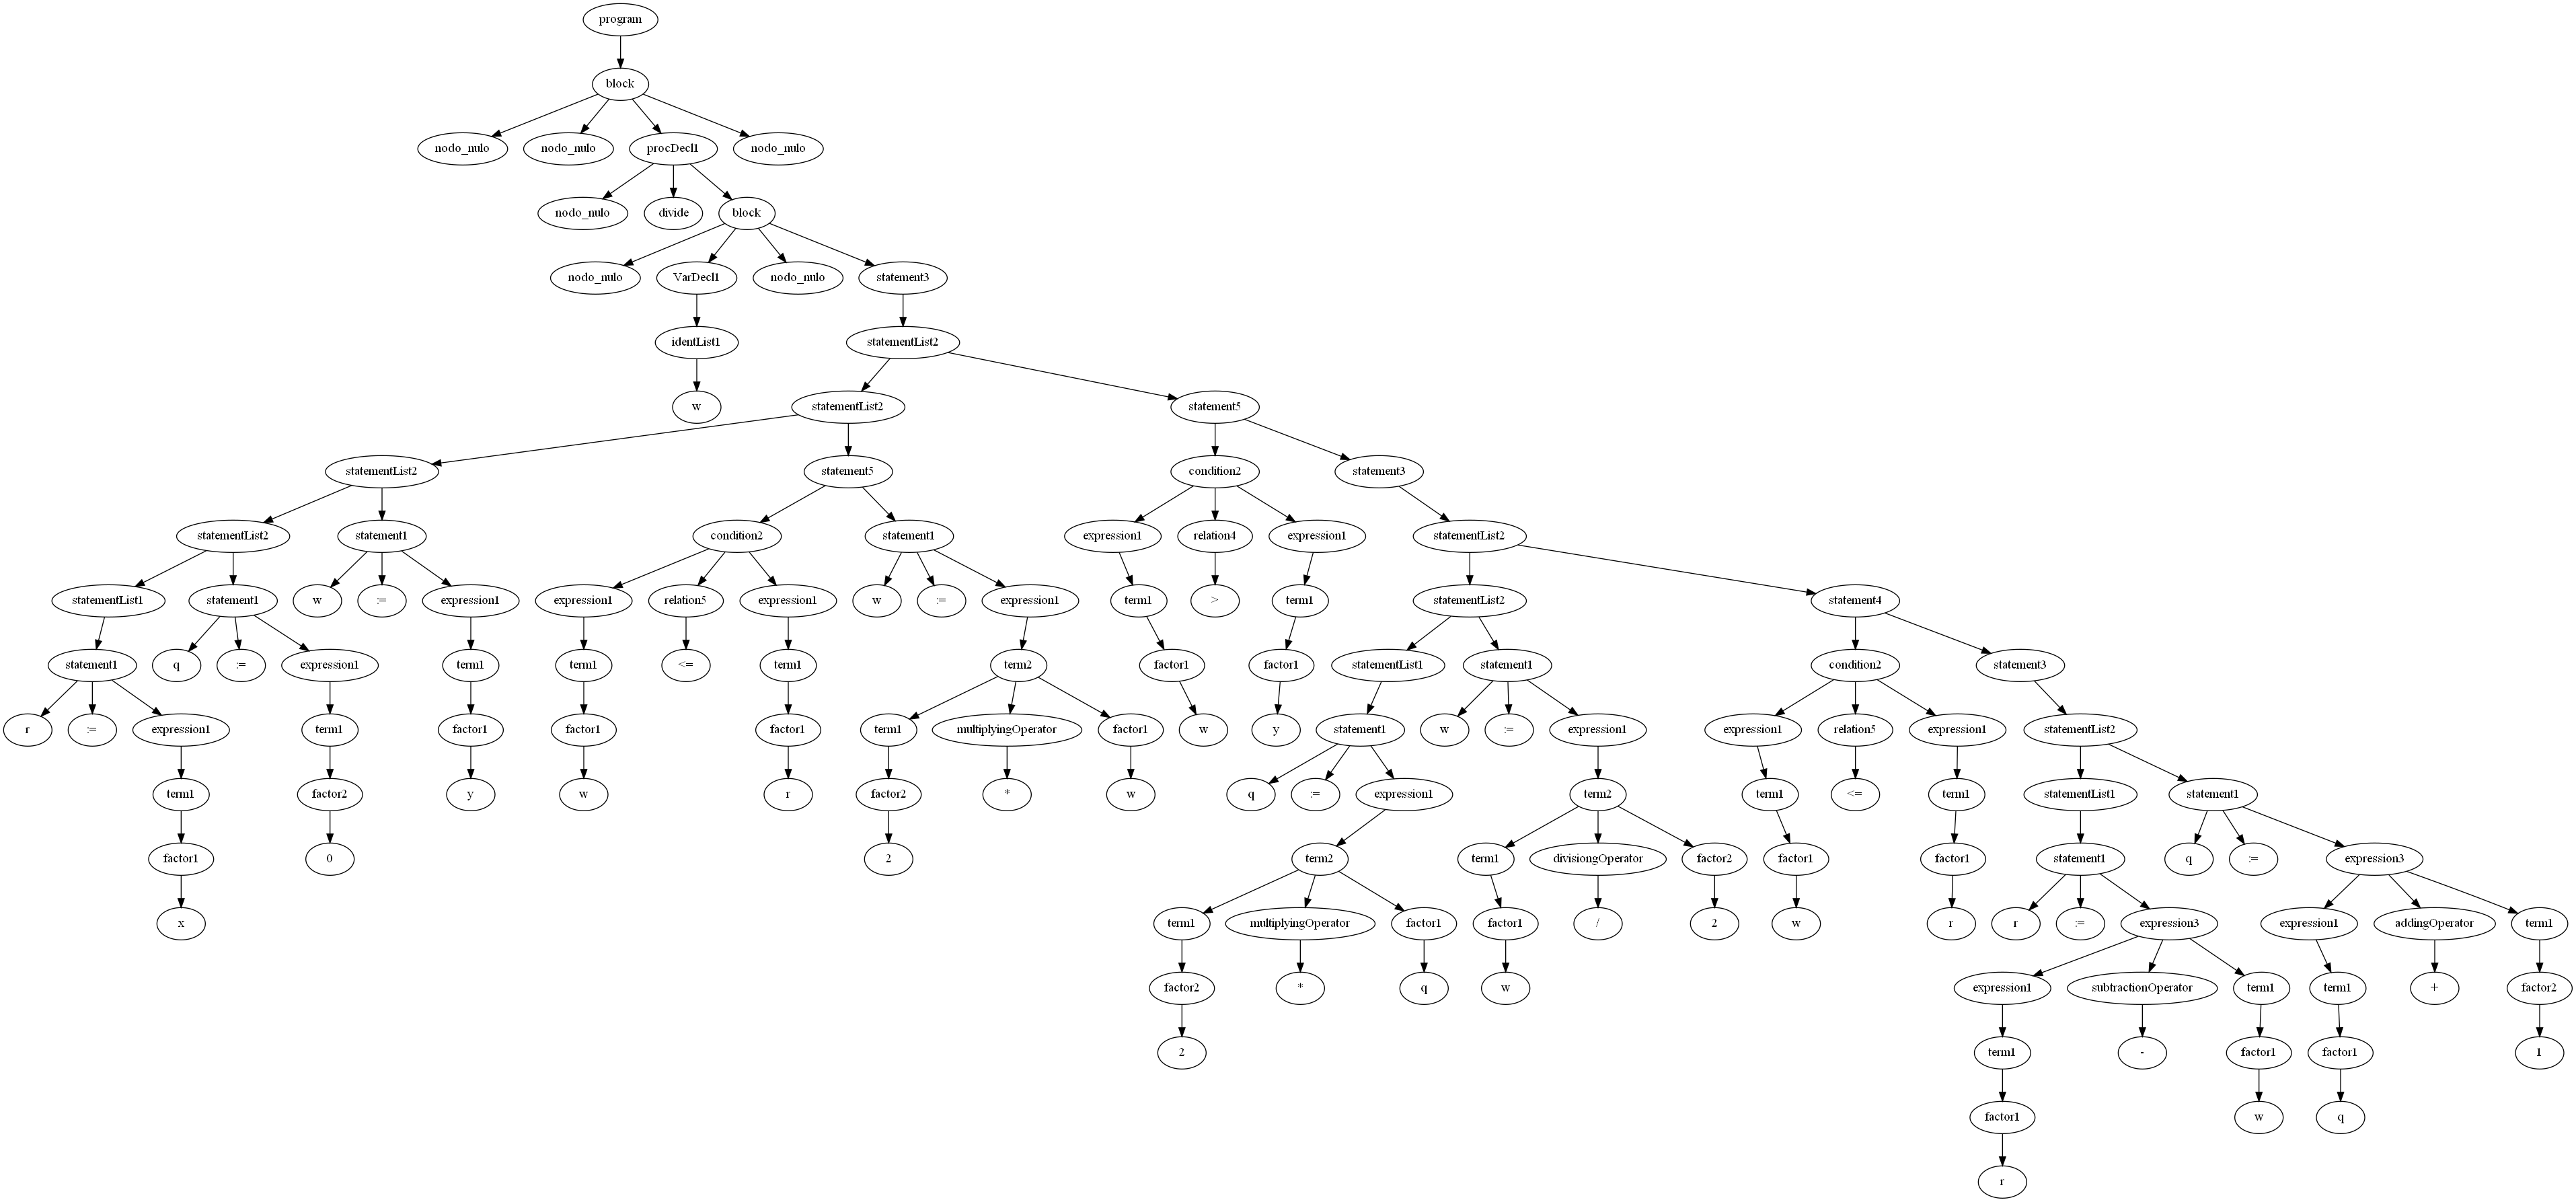 program
block
nodo_nulo nodo_nulo procDecl1 nodo_nulo
nodo_nulo divide block
nodo_nulo VarDecl1 nodo_nulo statement3
identList1 statementList2
w statementList2 statement5
statementList2 statement5 condition2 statement3
statementList2 statement1 condition2 statement1 expression1 relation4 expression1 statementList2
statementList1 statement1 w := expression1 expression1 relation5 expression1 w := expression1 term1 > term1 statementList2 statement4
statement1 q := expression1 term1 term1 <= term1 term2 factor1 factor1 statementList1 statement1 condition2 statement3
r := expression1 term1 factor1 factor1 factor1 term1 multiplyingOperator factor1 w y statement1 w := expression1 expression1 relation5 expression1 statementList2
term1 factor2 y w r factor2 * w q := expression1 term2 term1 <= term1 statementList1 statement1
factor1 0 2 term2 term1 divisiongOperator factor2 factor1 factor1 statement1 q := expression3
x term1 multiplyingOperator factor1 factor1 / 2 w r r := expression3 expression1 addingOperator term1
factor2 * q w expression1 subtractionOperator term1 term1 + factor2
2 term1 - factor1 factor1 1
factor1 w q
r